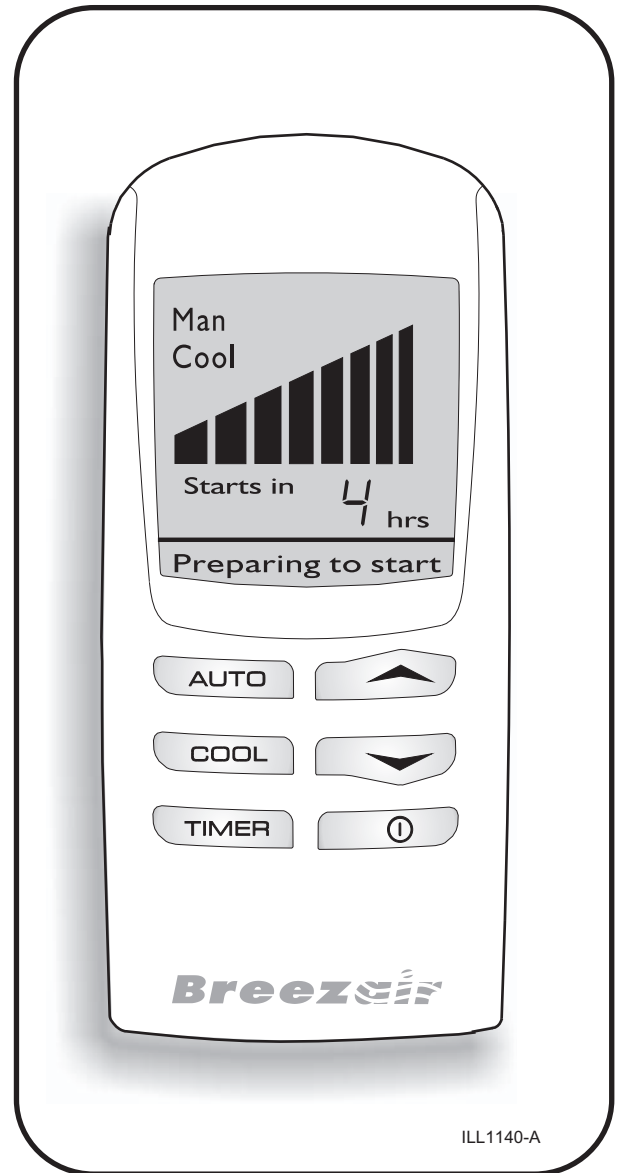 Man
Cool
Starts in 4 hrs
Preparing to start
AUTO
COOL
TIMER
Breezair
ILL1140-A